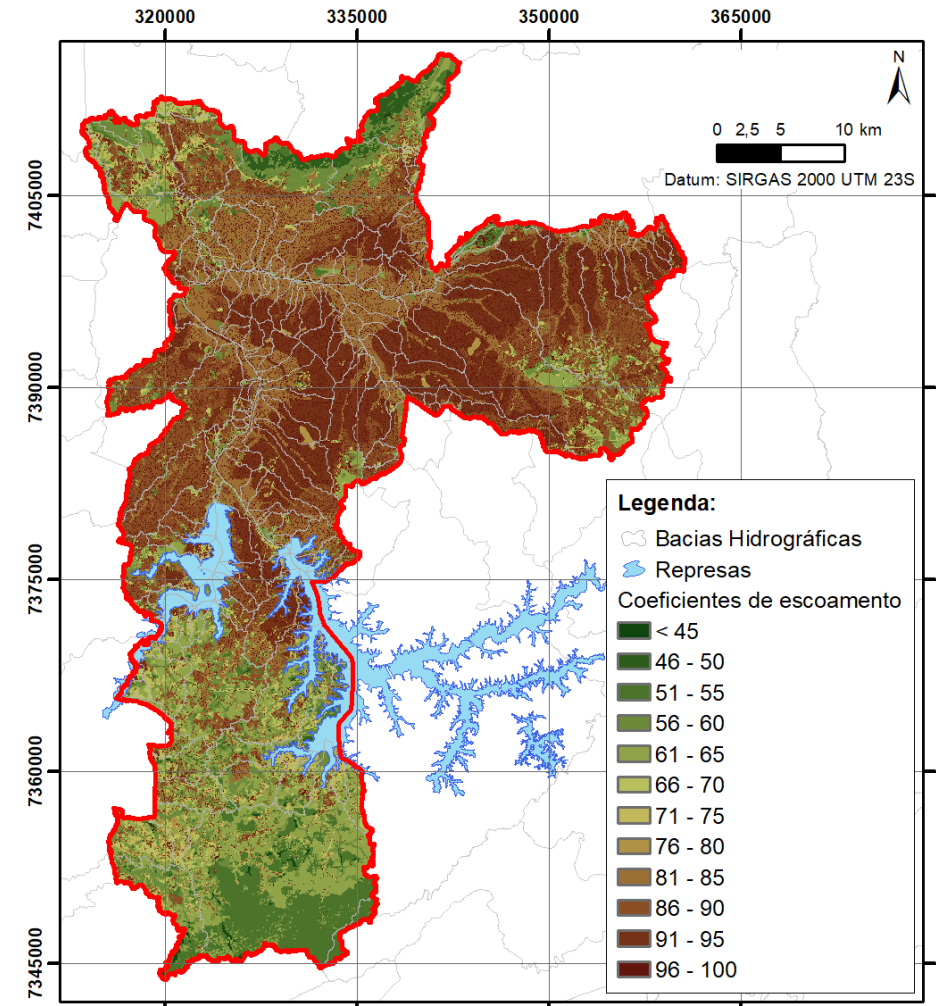 320000 335000 350000 365000
N
0 2,5 5 10 km
Datum: SIRGAS 2000 UTM 23S
7405000
7390000
7375000
7360000
7345000
Legenda:
Bacias Hidrográficas
Represas
Coeficientes de escoamento
< 45
46 - 50
51 - 55
56 - 60
61 - 65
66 - 70
71 - 75
76 - 80
81 - 85
86 - 90
91 - 95
96 - 100